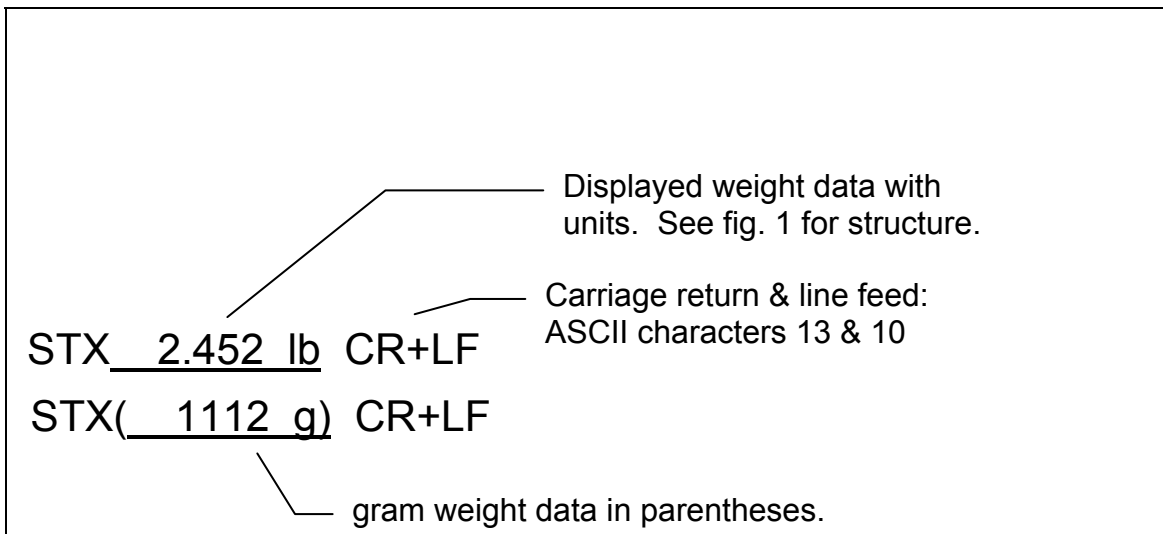 Displayed weight data with
units.  See fig. 1 for structure.
Carriage return & line feed:
ASCII characters 13 & 10
STX   2.452  lb  CR+LF
STX(   1112  g)  CR+LF
gram weight data in parentheses.